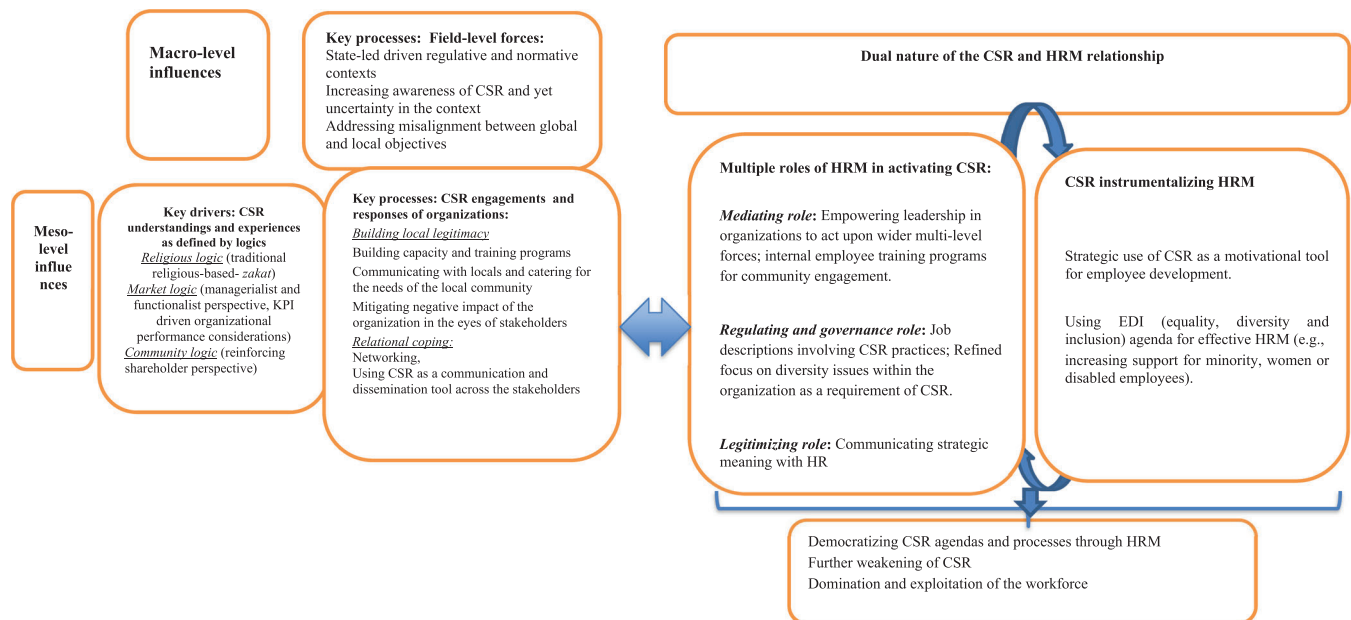 Macro-level
influences
Key processes:  Field-level forces:
State-led driven regulative and normative
contexts
Increasing awareness of CSR and yet
uncertainty in the context
Addressing misalignment between global
and local objectives
Dual nature of the CSR and HRM relationship
Meso-
level
influe
nces
Key drivers: CSR
understandings and experiences
as defined by logics
Religious logic (traditional
religious-based- zakat)
Market logic (managerialist and
functionalist perspective, KPI
driven organizational
performance considerations)
Community logic (reinforcing
shareholder perspective)
Key processes: CSR engagements and
responses of organizations:
Building local legitimacy
Building capacity and training programs
Communicating with locals and catering for
the needs of the local community
Mitigating negative impact of the
organization in the eyes of stakeholders
Relational coping:
Networking,
Using CSR as a communication and
dissemination tool across the stakeholders
Multiple roles of HRM in activating CSR:
Mediating role: Empowering leadership in
organizations to act upon wider multi-level
forces; internal employee training programs
for community engagement.
Regulating and governance role: Job
descriptions involving CSR practices; Refined
focus on diversity issues within the
organization as a requirement of CSR.
Legitimizing role: Communicating strategic
meaning with HR
CSR instrumentalizing HRM
Strategic use of CSR as a motivational tool
for employee development.
Using EDI (equality, diversity and
inclusion) agenda for effective HRM (e.g.,
increasing support for minority, women or
disabled employees).
Democratizing CSR agendas and processes through HRM
Further weakening of CSR
Domination and exploitation of the workforce